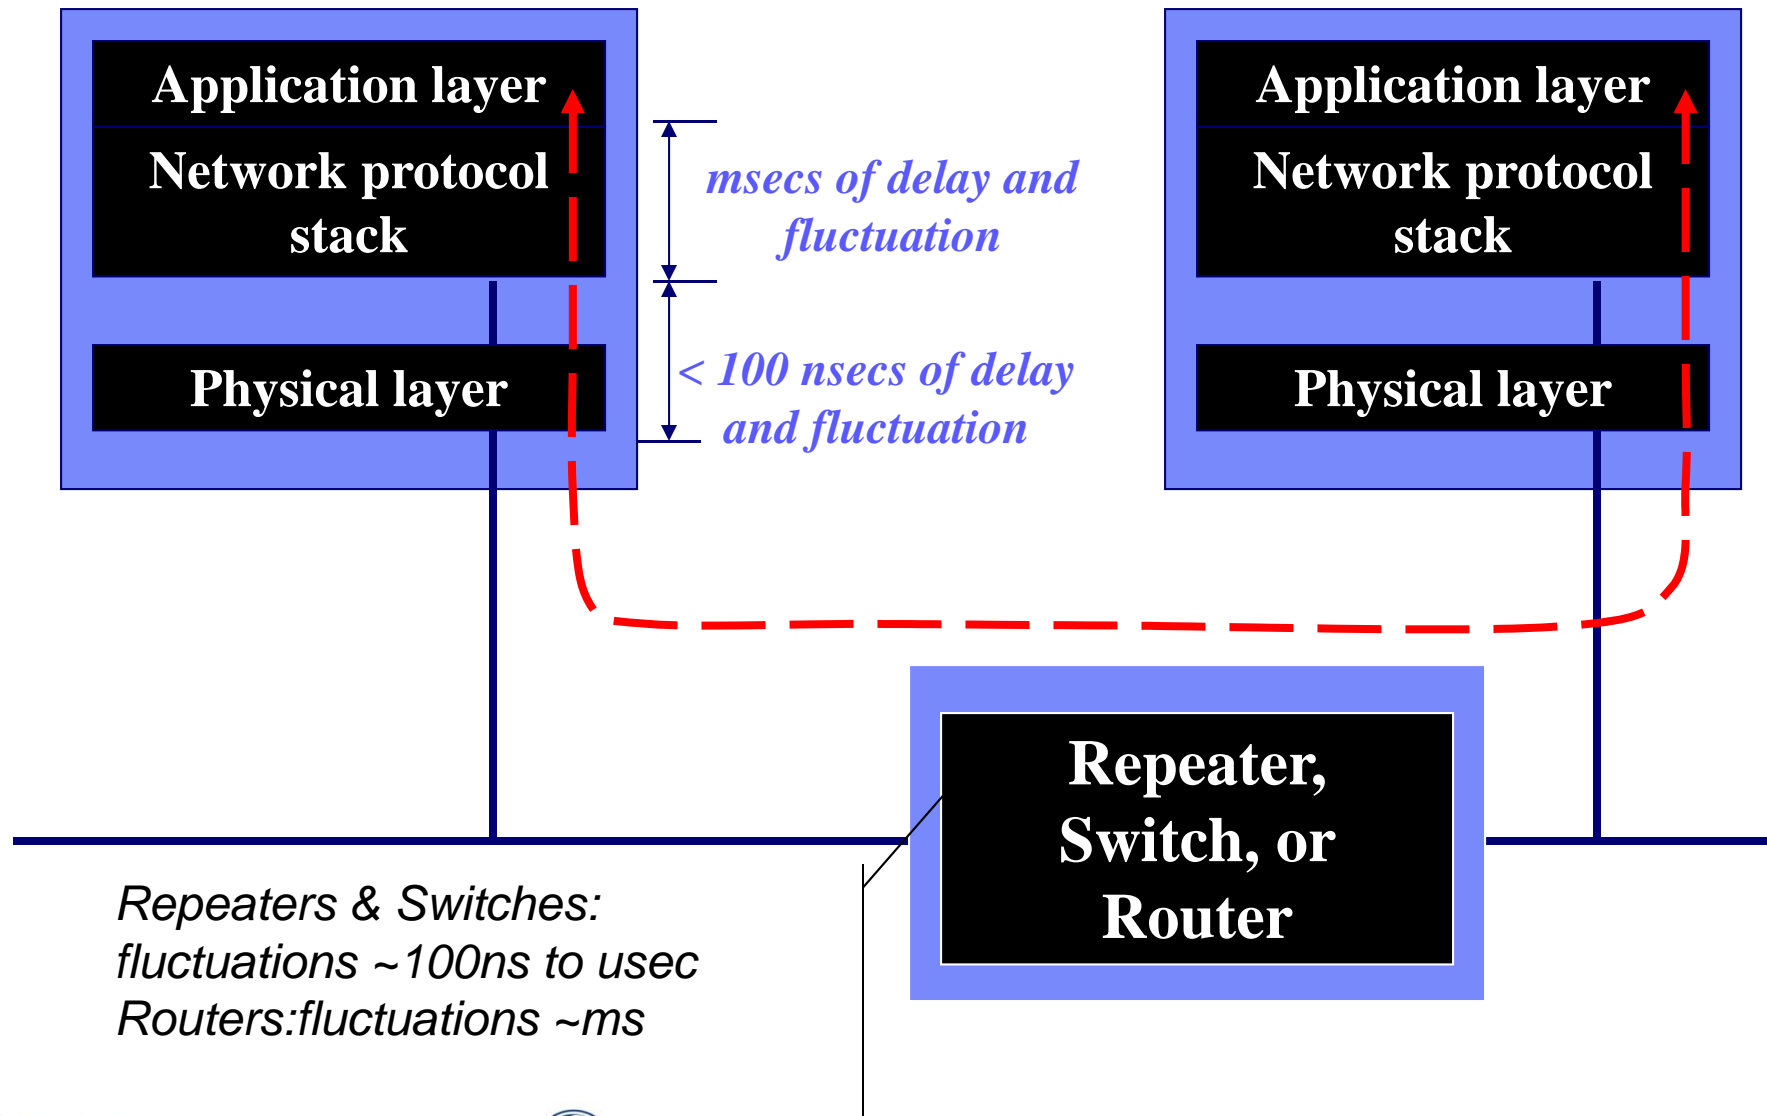 Application layer
Network protocol
stack
Physical layer
msecs of delay and
fluctuation
< 100 nsecs of delay
and fluctuation
Application layer
Network protocol
stack
Physical layer
Repeater,
Switch, or
Router
Repeaters & Switches:
fluctuations ~100ns to usec
Routers:fluctuations ~ms